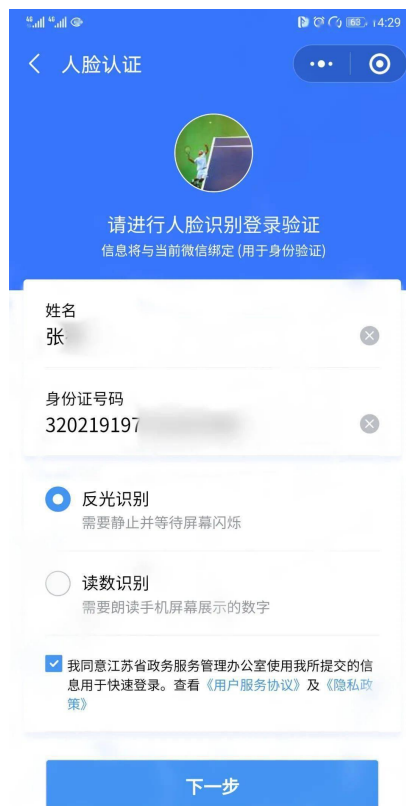 4G 4G 63 14:29
人脸认证
请进行人脸识别登录验证
信息将与当前微信绑定(用于身份验证)
姓名
张
身份证号码
320219197
反光识别
需要静止并等待屏幕闪烁
读数识别
需要朗读手机屏幕展示的数字
我同意江苏省政务服务管理办公室使用我所提交的信
息用于快速登录。查看《用户服务协议》及《隐私政
策》
下一步